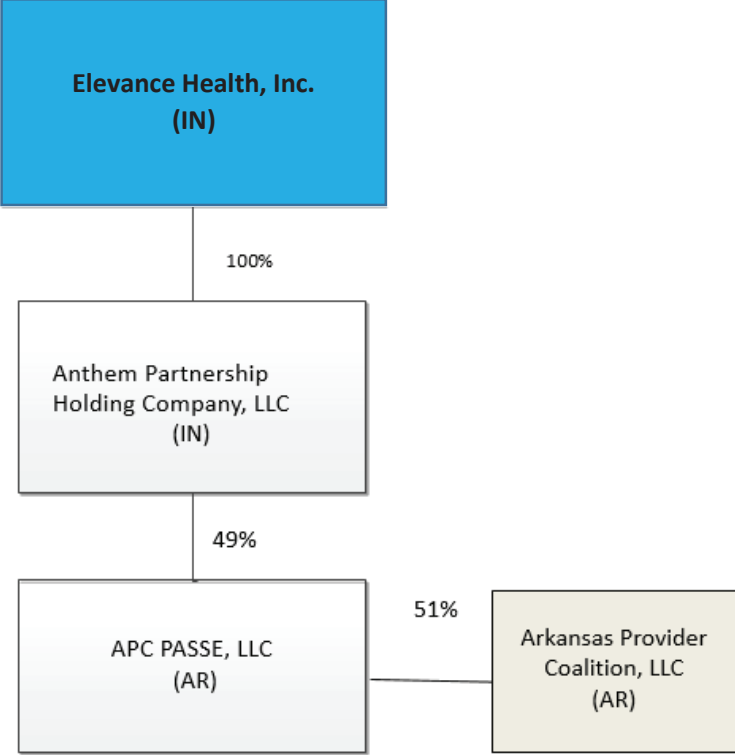 Elevance Health, Inc.
(IN)
100%
Anthem Partnership
Holding Company, LLC
(IN)
49%
APC PASSE, LLC
(AR)
51%
Arkansas Provider
Coalition, LLC
(AR)